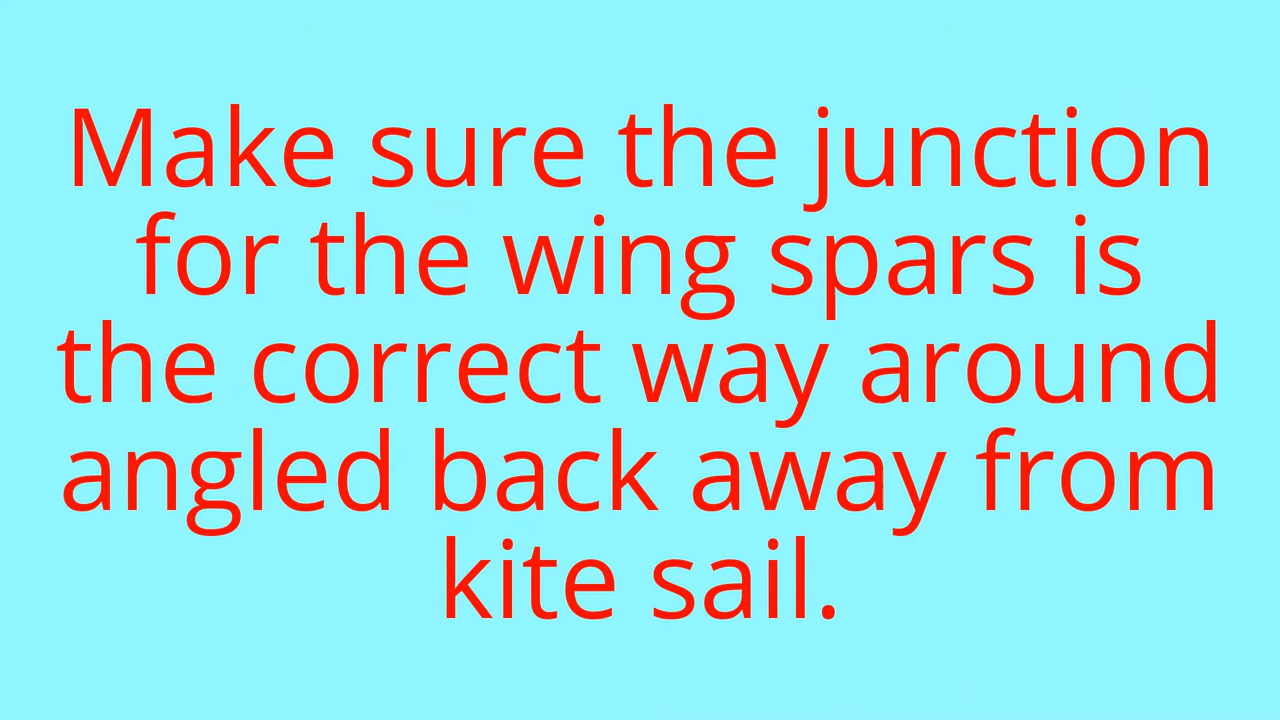 Make sure the junction
for the wing spars is
the correct way around
angled back away from
kite sail.